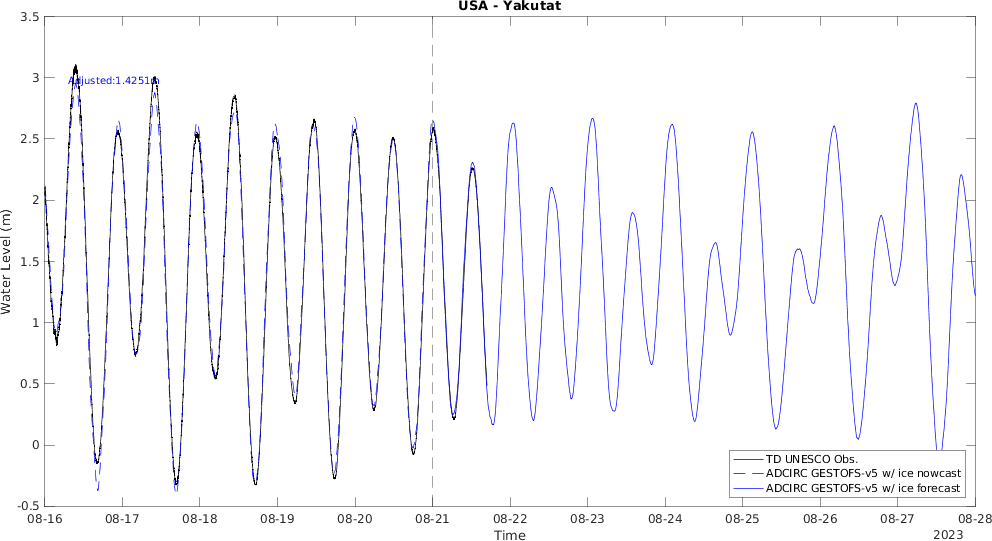 USA - Yakutat
3.5
3
2.5
2
1.5
1
0.5
0
-0.5
Water Level (m)
Adjusted:1.4251m
TD UNESCO Obs.
ADCIRC GESTOFS-v5 w/ ice nowcast
ADCIRC GESTOFS-v5 w/ ice forecast
08-16 08-17 08-18 08-19 08-20 08-21 08-22 08-23 08-24 08-25 08-26 08-27 08-28
Time
2023